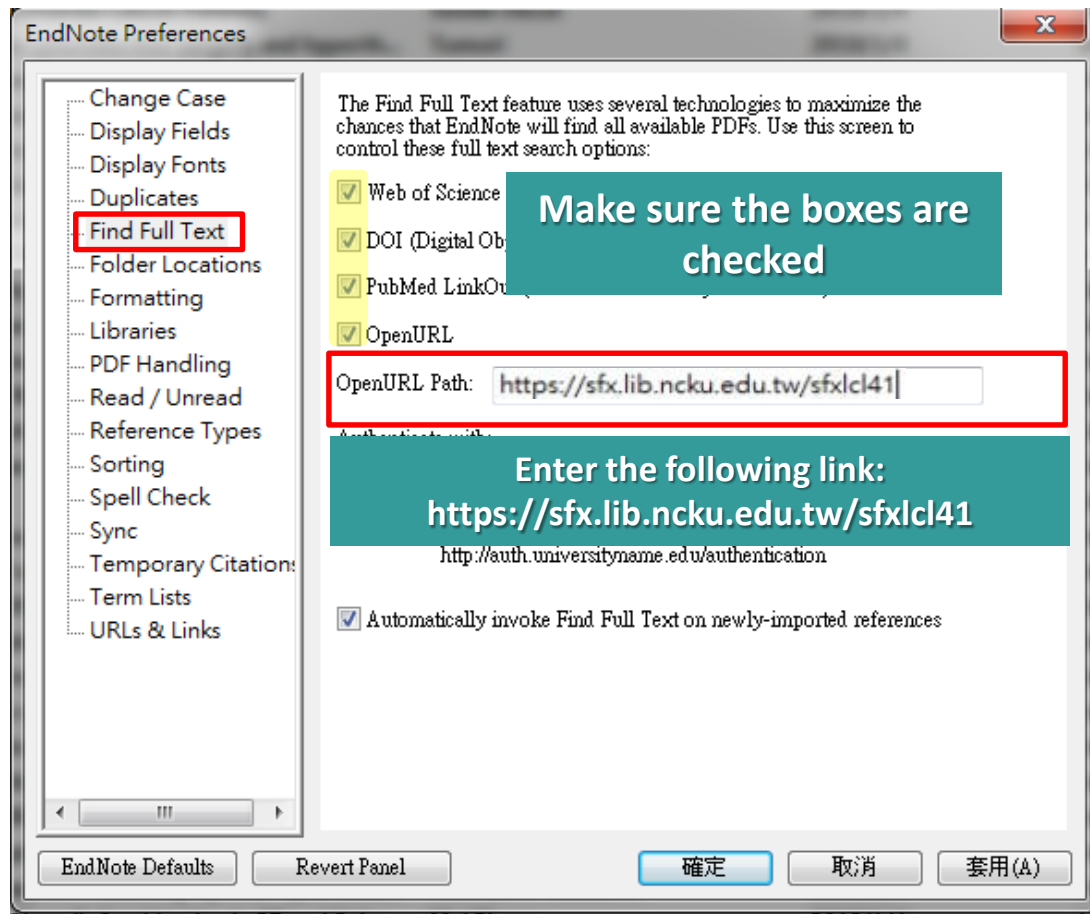 EndNote Preferences
Change Case
Display Fields
Display Fonts
Duplicates
Find Full Text
Folder Locations
Formatting
Libraries
PDF Handling
Read / Unread
Reference Types
Sorting
Spell Check
Sync
Temporary Citation
Term Lists
URLs & Links
The Find Full Text feature uses several technologies to maximize the
chances that EndNote will find all available PDFs. Use this screen to
control these full text search options:
Web of Science
Make sure the boxes are
checked
DOI (Digital Ob
PubMed LinkOu
OpenURL
OpenURL Path: https://sfx.lib.ncku.edu.tw/sfxlcl41
Authenticate with:
Enter the following link:
https://sfx.lib.ncku.edu.tw/sfxlcl41
http://auth.universityname.edu/authentication
Automatically invoke Find Full Text on newly-imported references
EndNote Defaults
Revert Panel
確定
取消
套用(A)